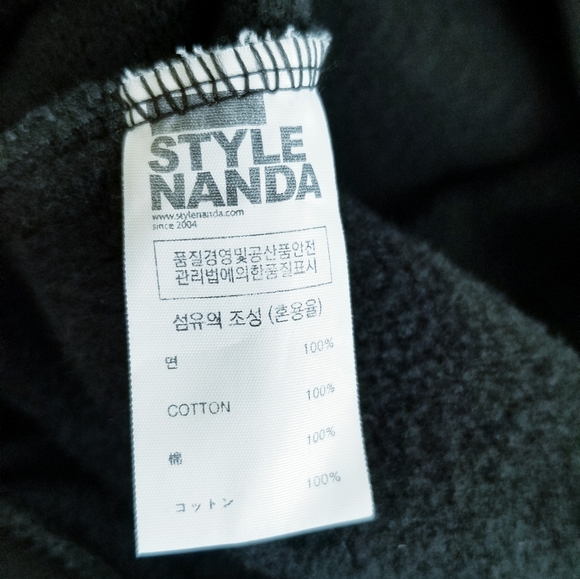 STYLE
NANDA
www.stylenanda.com
since 2004
품질경영및공산품안전
관리법에의한품질표시
섬유의 조성 (혼용율)
면 100%
COTTON 100%
棉 100%
コットン 100%